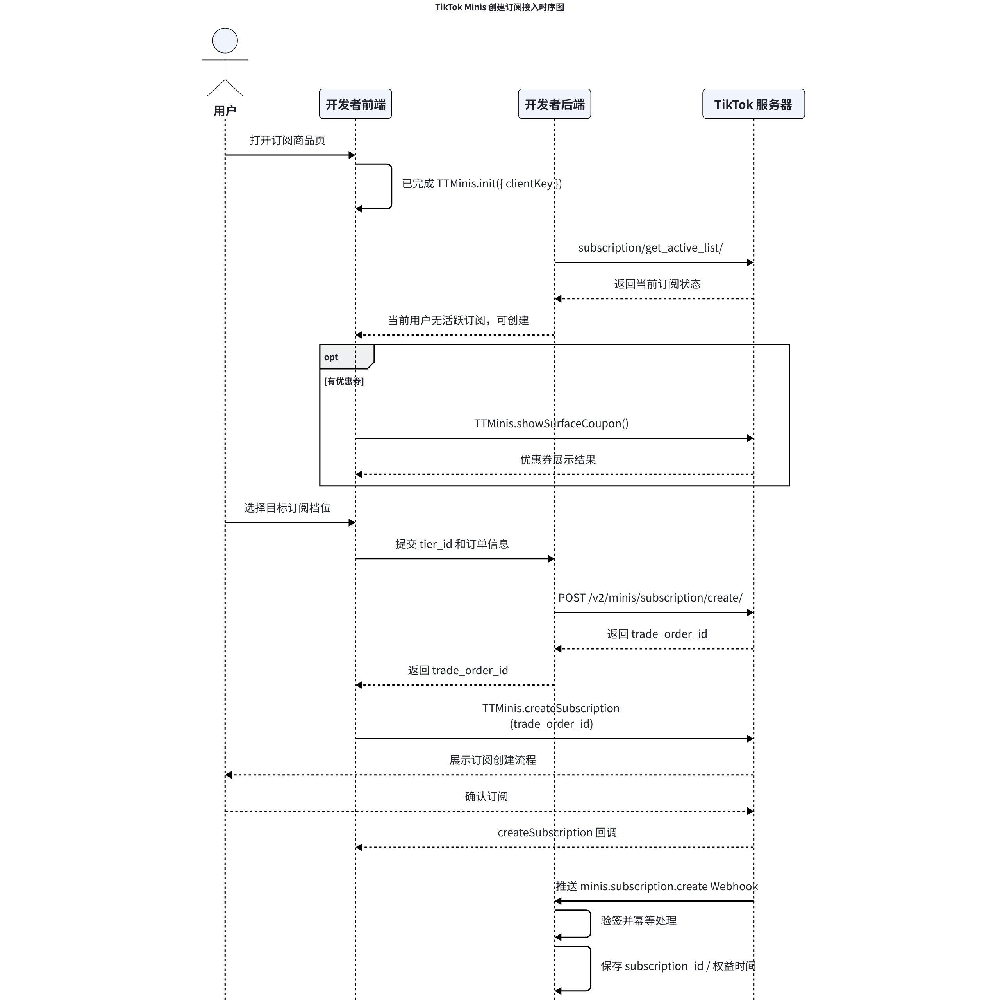 TikTok Minis 创建订阅接入时序图
用户
开发者前端
开发者后端
TikTok 服务器
打开订阅商品页
已完成 TTMinis.init({ clientKey })
subscription/get_active_list/
返回当前订阅状态
当前用户无活跃订阅，可创建
opt
[有优惠券]
TTMinis.showSurfaceCoupon()
优惠券展示结果
选择目标订阅档位
提交 tier_id 和订单信息
POST /v2/minis/subscription/create/
返回 trade_order_id
返回 trade_order_id
TTMinis.createSubscription
(trade_order_id)
展示订阅创建流程
确认订阅
createSubscription 回调
推送 minis.subscription.create Webhook
验签并幂等处理
保存 subscription_id / 权益时间